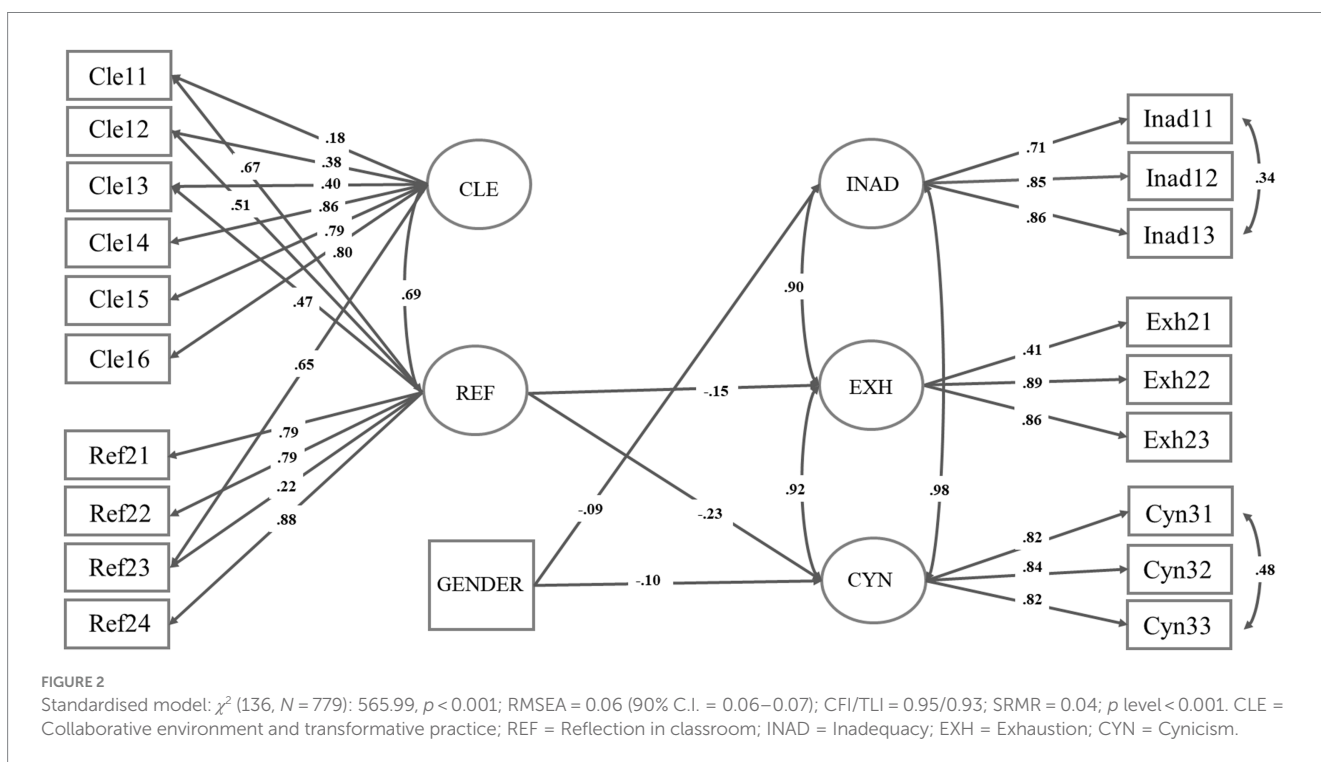 Cle11
Cle12
Cle13
Cle14
Cle15
Cle16
Ref21
Ref22
Ref23
Ref24
.18
.38
.67
.40
.51
.86
.79
.80
.47
.69
.65
.79
.79
.22
.88
CLE
REF
GENDER
-.15
-.09
-.23
-.10
INAD
EXH
CYN
.90
.92
.98
.71
.85
.86
.41
.89
.86
.82
.84
.82
Inad11
Inad12
Inad13
.34
Exh21
Exh22
Exh23
Cyn31
Cyn32
Cyn33
.48
FIGURE 2
Standardised model: χ² (136, N = 779): 565.99, p < 0.001; RMSEA = 0.06 (90% C.I. = 0.06–0.07); CFI/TLI = 0.95/0.93; SRMR = 0.04; p level < 0.001. CLE =
Collaborative environment and transformative practice; REF = Reflection in classroom; INAD = Inadequacy; EXH = Exhaustion; CYN = Cynicism.